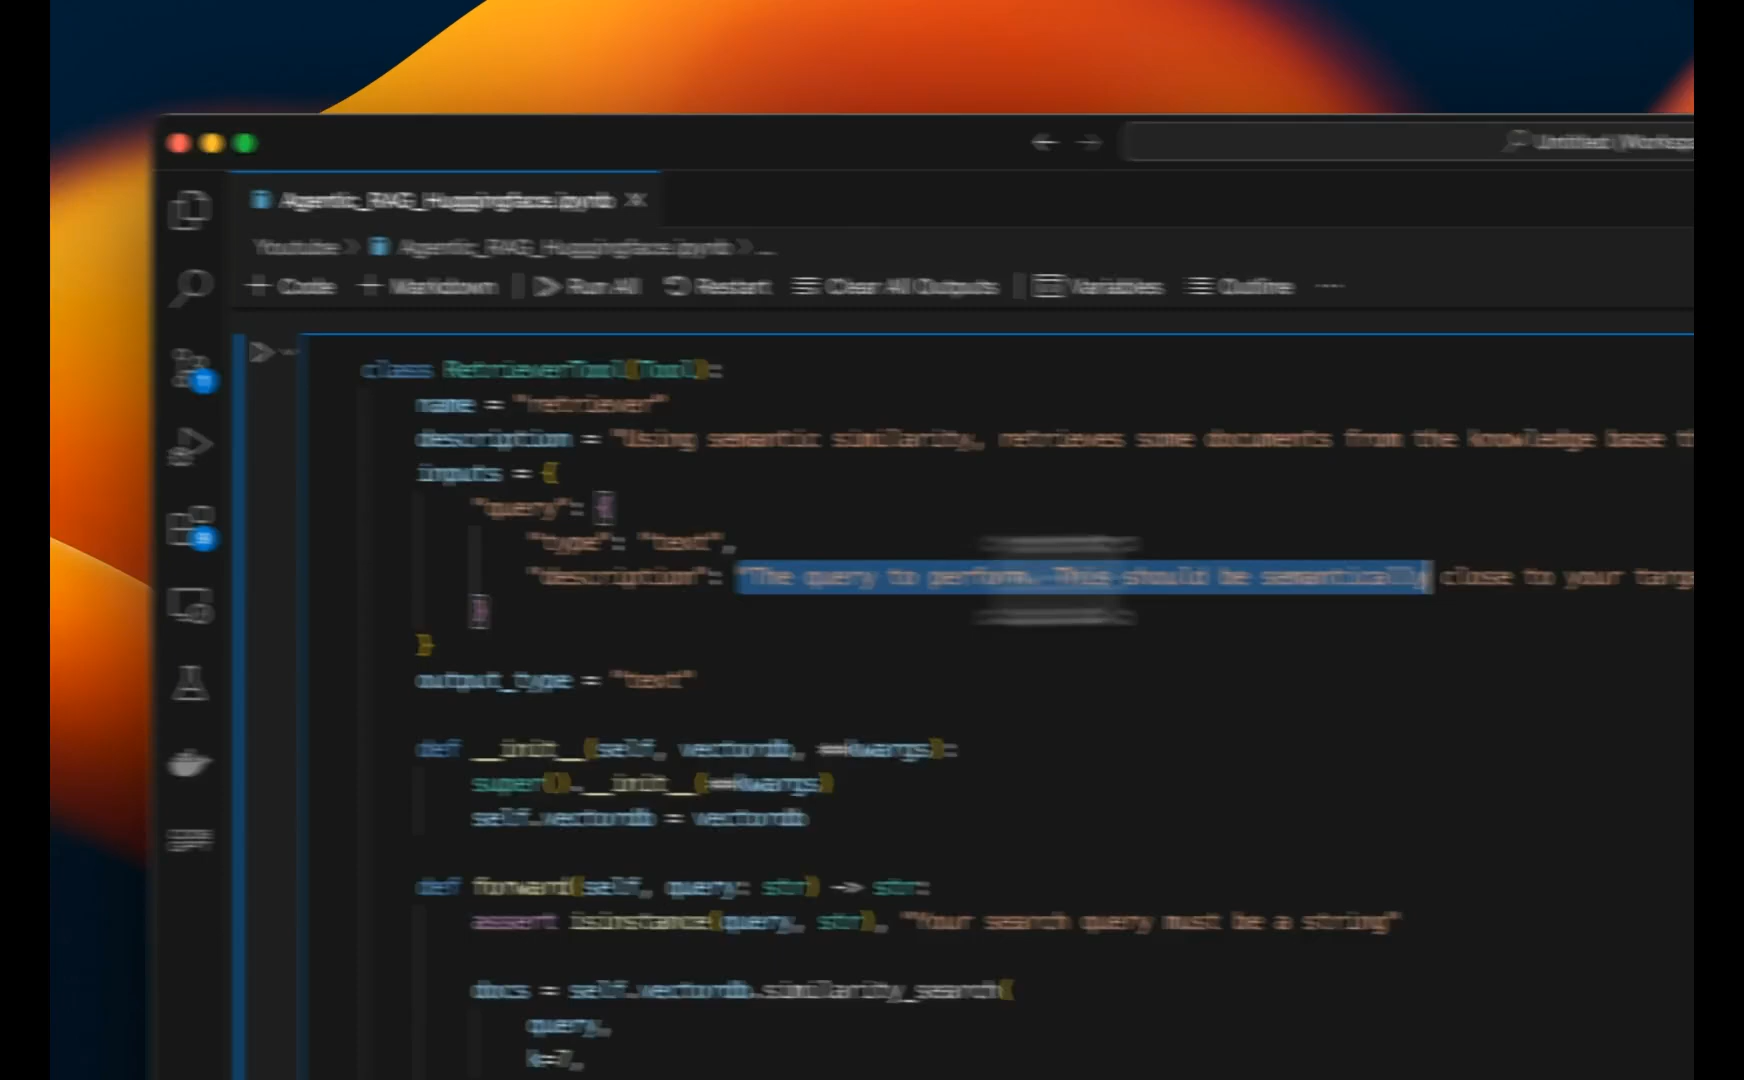 Untitled (Workspa
Agentic_RAG_Huggingface.ipynb
Youtube > Agentic_RAG_Huggingface.ipynb > ...
+ Code + Markdown | Run All Restart Clear All Outputs | Variables Outline ...
class RetrieverTool(Tool):
name = "retriever"
description = "Using semantic similarity, retrieves some documents from the knowledge base t
inputs = {
"query": {
"type": "text",
"description": "The query to perform. This should be semantically close to your targ
}
}
output_type = "text"
def __init__(self, vectordb, **kwargs):
super().__init__(**kwargs)
self.vectordb = vectordb
def forward(self, query: str) -> str:
assert isinstance(query, str), "Your search query must be a string"
docs = self.vectordb.similarity_search(
query,
k=7,